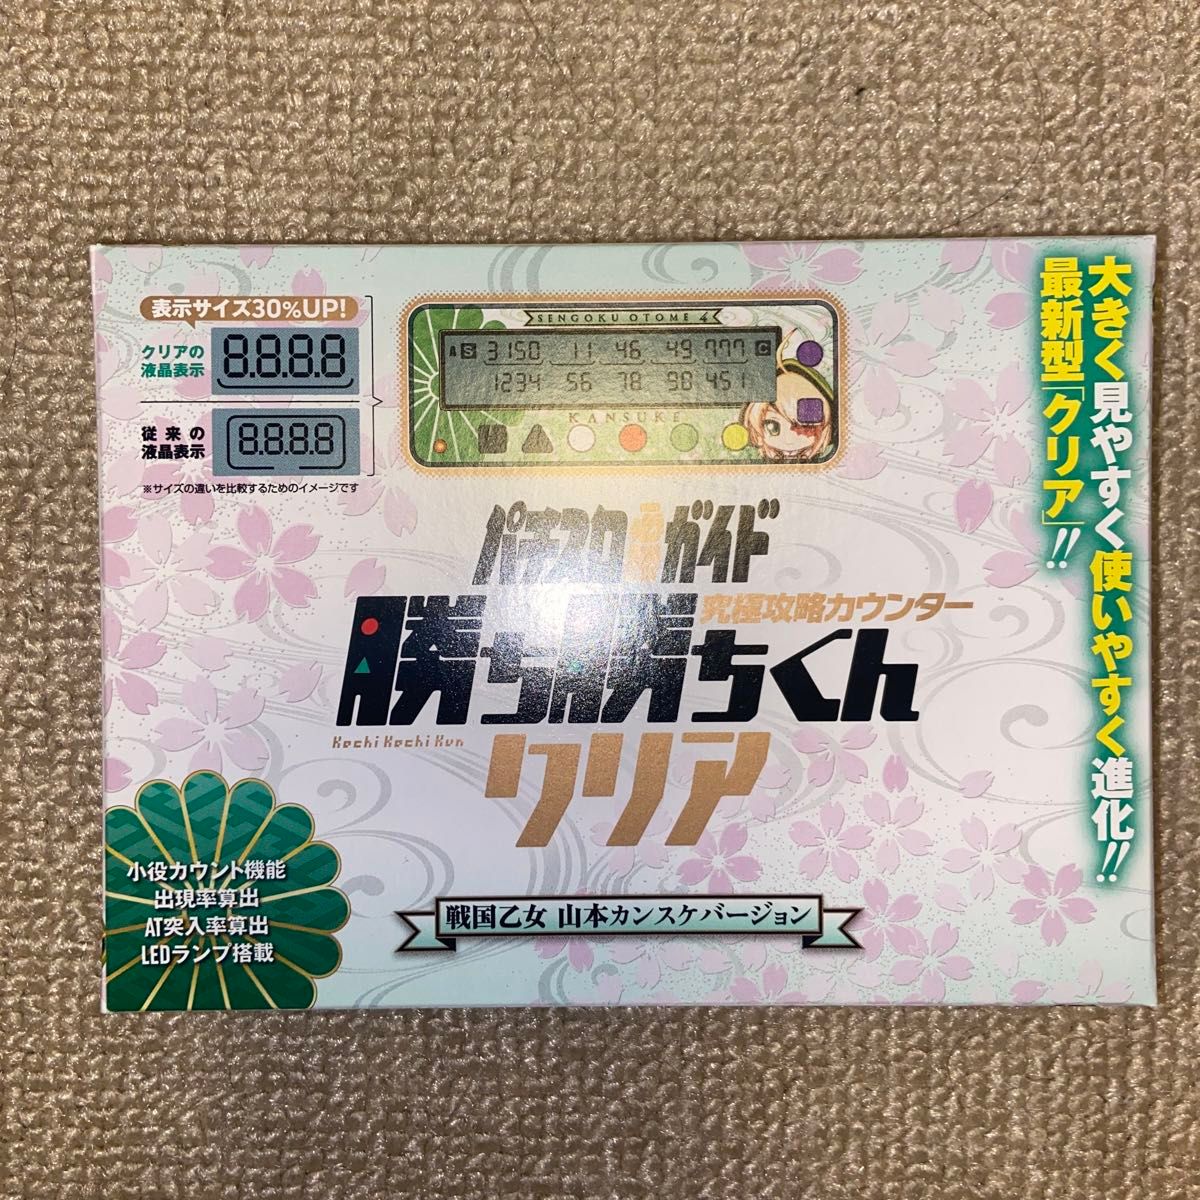 表示サイズ30%UP!
クリアの
液晶表示
8.8.8.8
従来の
液晶表示
8.8.8.8
※サイズの違いを比較するためのイメージです
SENGOKU OTOME 4
A S 3150 11 46 49 777 C
1234 56 78 90 451
KANSUKE
大きく見やすく使いやすく進化!!
最新型「クリア」!!
パチスロ必勝ガイド
究極攻略カウンター
勝ち勝ちくん
Kachi Kachi Kun
クリア
小役カウント機能
出現率算出
AT突入率算出
LEDランプ搭載
戦国乙女 山本カンスケバージョン